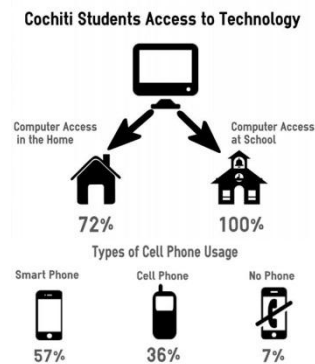 Cochiti Students Access to Technology
Computer Access
in the Home
Computer Access
at School
72%
100%
Types of Cell Phone Usage
Smart Phone
Cell Phone
No Phone
57%
36%
7%